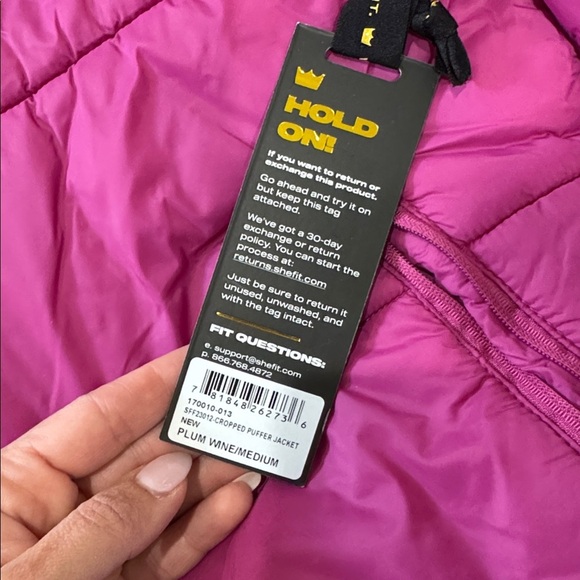 T.
HOLD
ON!
If you want to return or
exchange this product.
Go ahead and try it on
but keep this tag
attached.
We've got a 30-day
exchange or return
policy. You can start the
process at:
returns.shefit.com
Just be sure to return it
unused, unwashed, and
with the tag intact.
FIT QUESTIONS:
e. support@shefit.com
p. 866.768.4872
7 81848 26273 6
170010-013
SFF23012-CROPPED PUFFER JACKET
NEW
PLUM WINE/MEDIUM